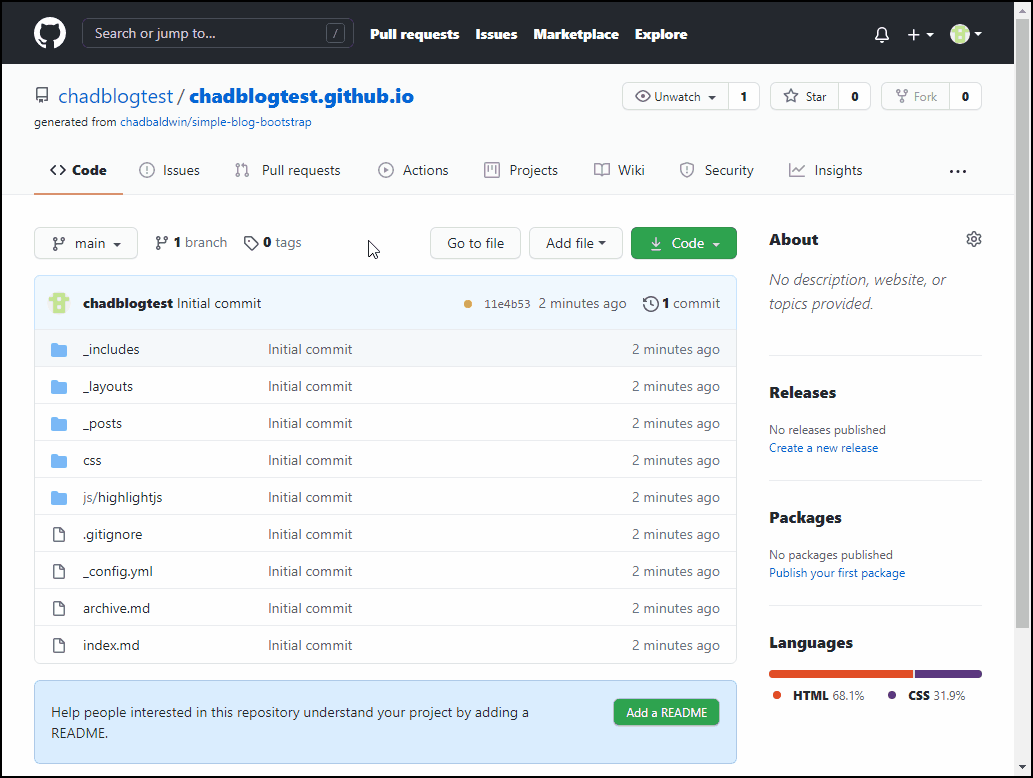 Search or jump to... /
Pull requests Issues Marketplace Explore
chadblogtest / chadblogtest.github.io
Unwatch 1 Star 0 Fork 0
generated from chadbaldwin/simple-blog-bootstrap
Code Issues Pull requests Actions Projects Wiki Security Insights ...
main 1 branch 0 tags Go to file Add file Code
chadblogtest Initial commit 11e4b53 2 minutes ago 1 commit
_includes Initial commit 2 minutes ago
_layouts Initial commit 2 minutes ago
_posts Initial commit 2 minutes ago
css Initial commit 2 minutes ago
js/highlightjs Initial commit 2 minutes ago
.gitignore Initial commit 2 minutes ago
_config.yml Initial commit 2 minutes ago
archive.md Initial commit 2 minutes ago
index.md Initial commit 2 minutes ago
Help people interested in this repository understand your project by adding a
README.
Add a README
About
No description, website, or
topics provided.
Releases
No releases published
Create a new release
Packages
No packages published
Publish your first package
Languages
HTML 68.1% CSS 31.9%